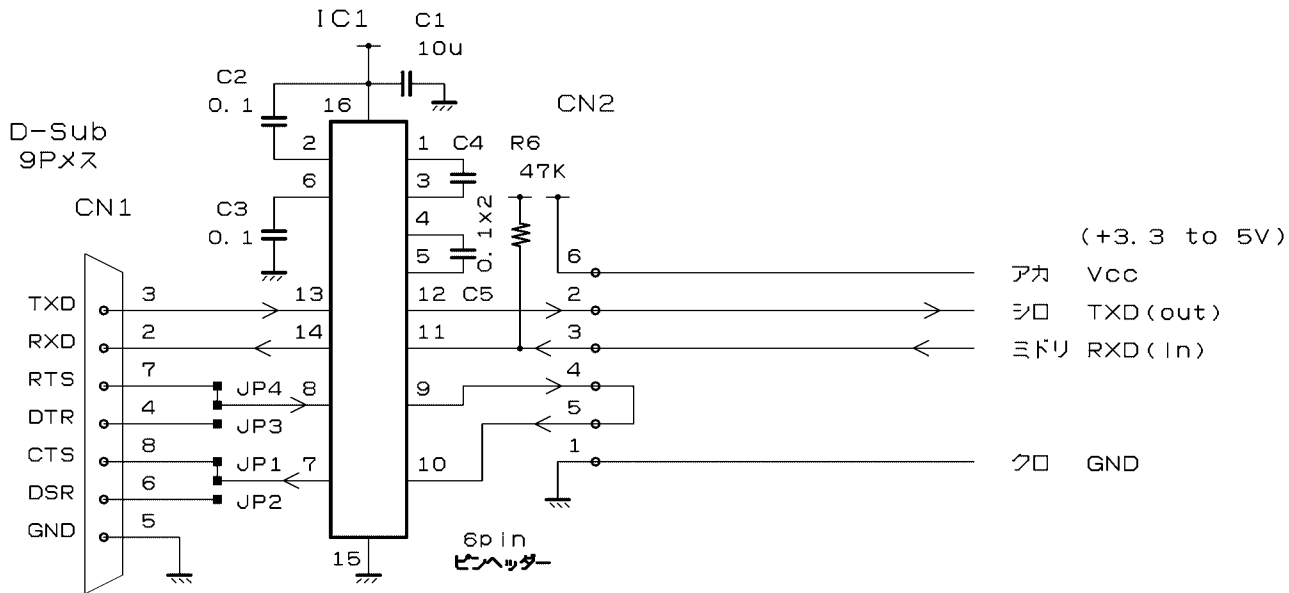 IC1
C1
10u
C2
0.1
16
CN2
D-Sub
9Pメス
2
1
C4
R6
47K
6
3
CN1
C3
0.1
4
0.1x2
5
6
(+3.3 to 5V)
アカ Vcc
TXD
3
13
12
C5
2
シロ TXD(out)
RXD
2
14
11
3
ミドリ RXD(In)
RTS
7
JP4
8
9
4
DTR
4
JP3
5
CTS
8
JP1
7
10
1
クロ GND
DSR
6
JP2
GND
5
15
6pin
ピンヘッダー